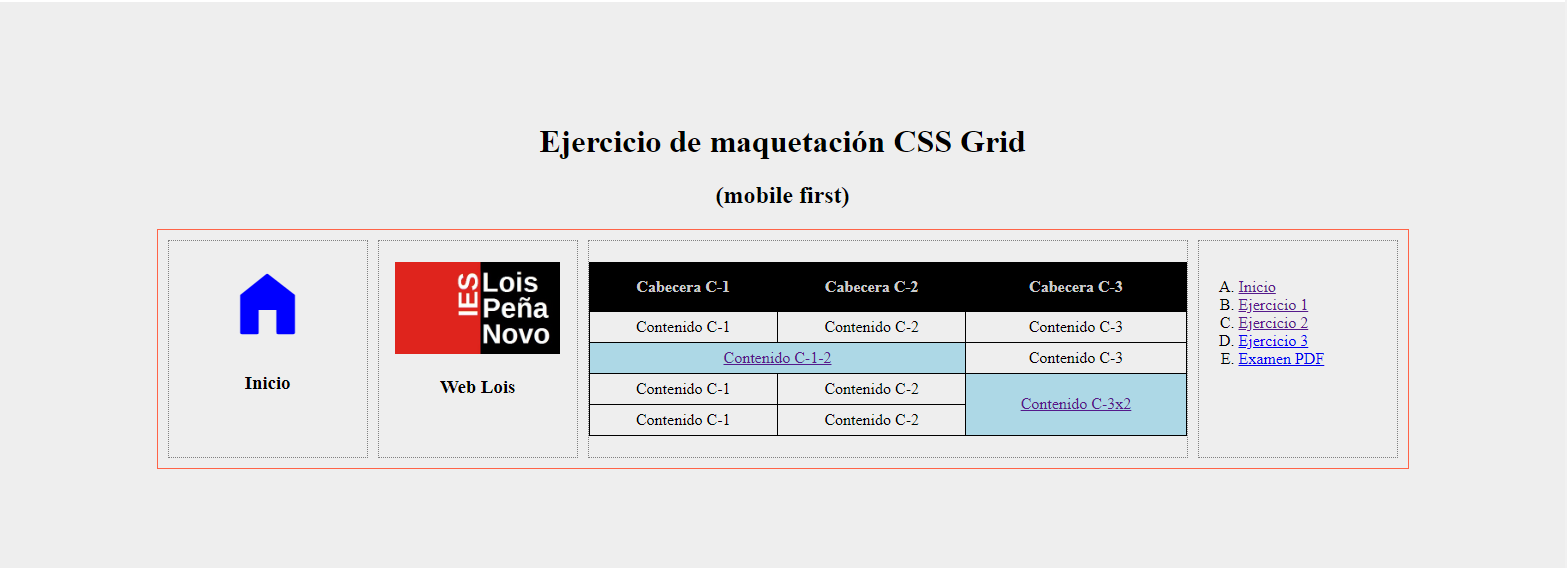 Ejercicio de maquetación CSS Grid
(mobile first)
Inicio
IES
Lois
Peña
Novo
Web Lois
Cabecera C-1 Cabecera C-2 Cabecera C-3
Contenido C-1 Contenido C-2 Contenido C-3
Contenido C-1-2 Contenido C-3
Contenido C-1 Contenido C-2 Contenido C-3x2
Contenido C-1 Contenido C-2
A. Inicio
B. Ejercicio 1
C. Ejercicio 2
D. Ejercicio 3
E. Examen PDF